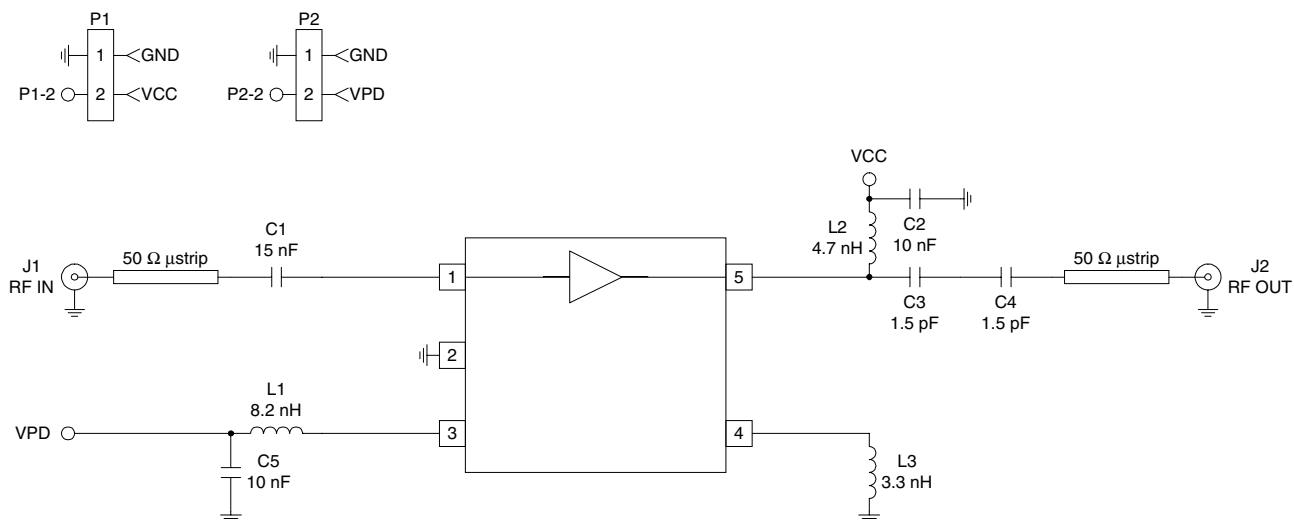 P1
1
GND
P1-2
2
VCC
P2
1
GND
P2-2
2
VPD
J1
RF IN
50 Ω μstrip
C1
15 nF
1
2
3
4
5
VCC
L2
4.7 nH
C2
10 nF
C3
1.5 pF
C4
1.5 pF
50 Ω μstrip
J2
RF OUT
VPD
L1
8.2 nH
C5
10 nF
L3
3.3 nH